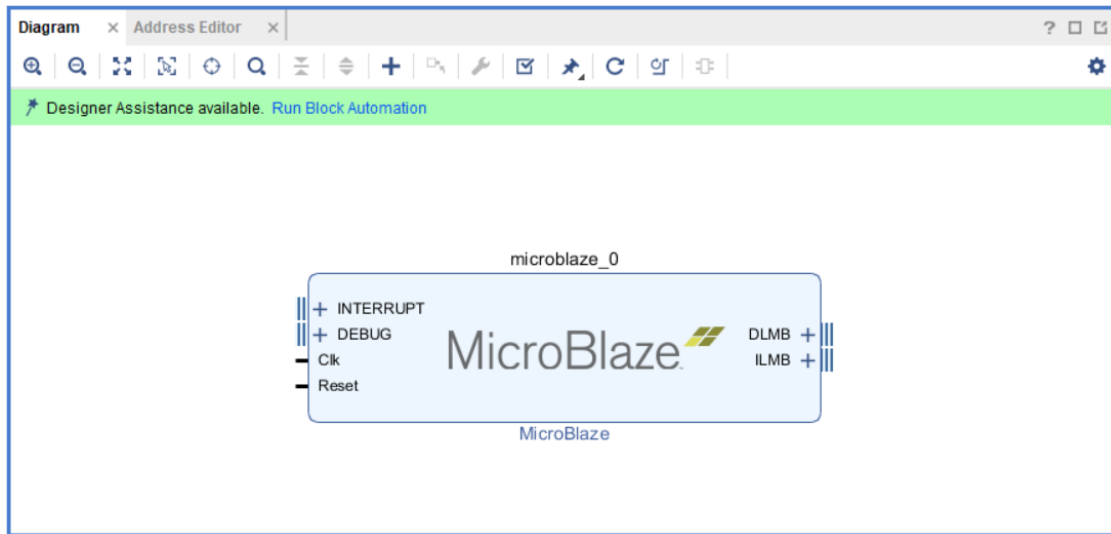 Diagram × Address Editor ×
Designer Assistance available. Run Block Automation
microblaze_0
INTERRUPT
DEBUG
Clk
Reset
MicroBlaze
DLMB
ILMB
MicroBlaze